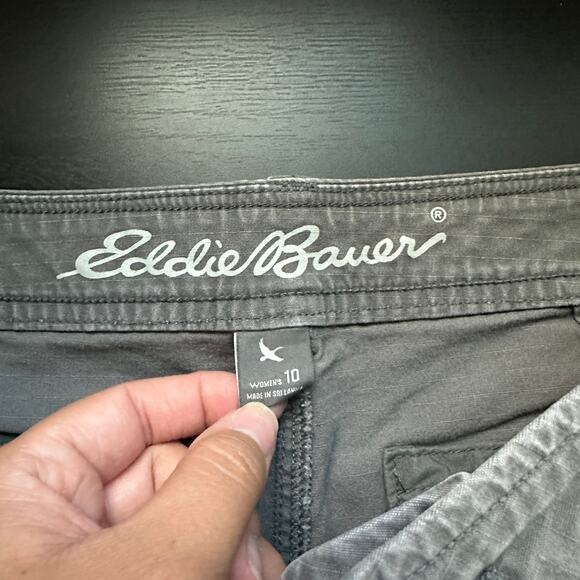 Eddie Bauer®
WOMEN'S 10
MADE IN SRI LANKA